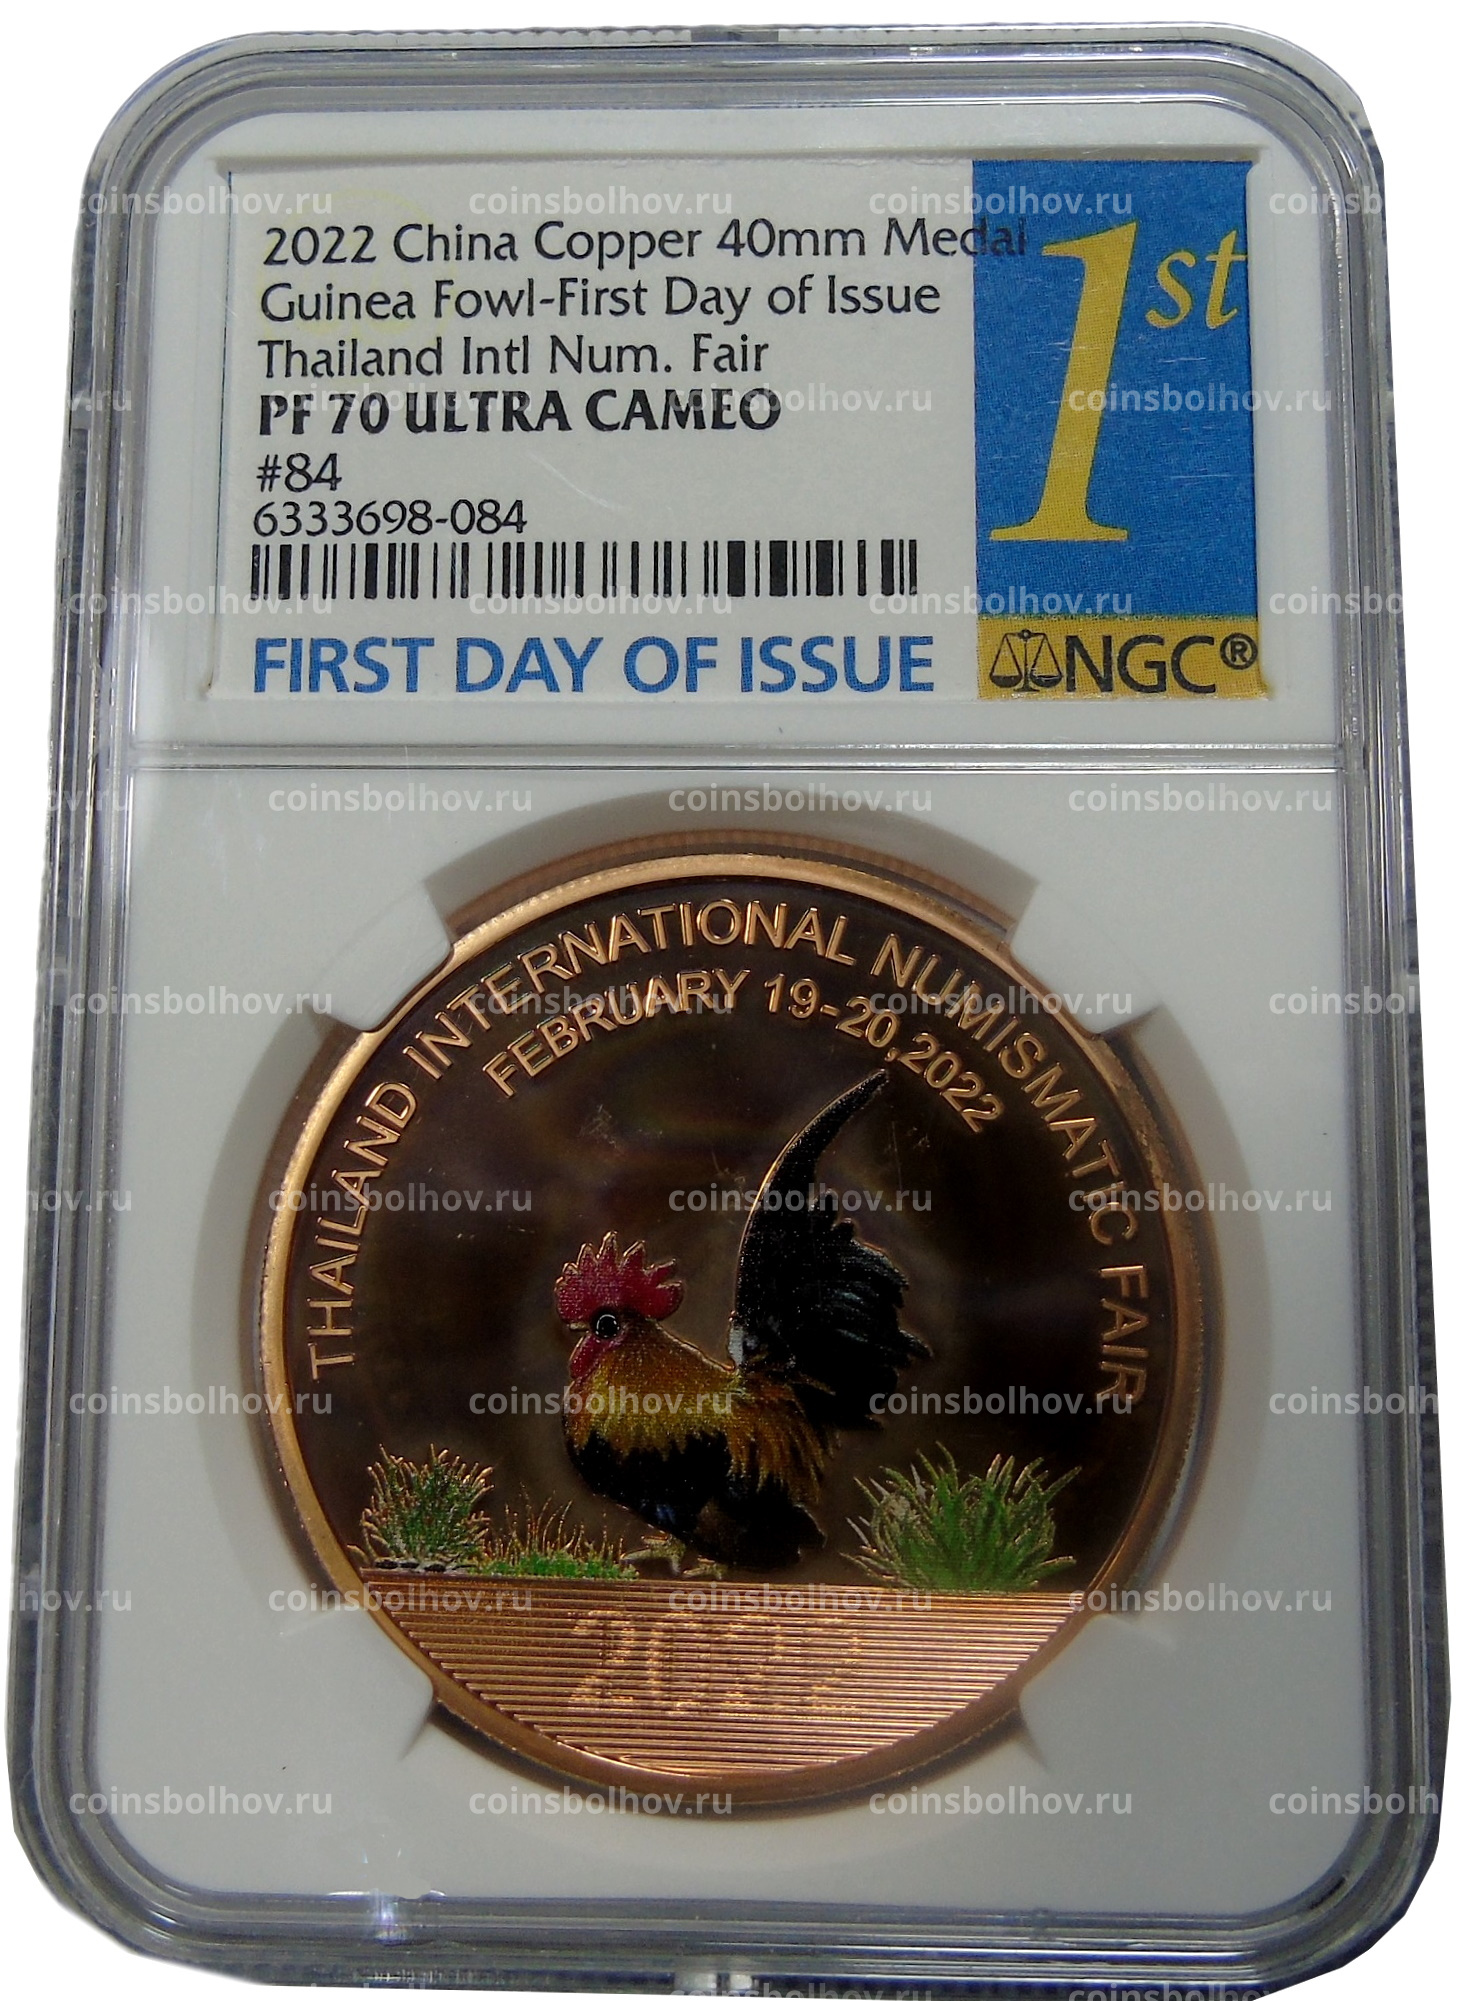 2022 China Copper 40mm Medal
Guinea Fowl-First Day of Issue
Thailand Intl Num. Fair
PF 70 ULTRA CAMEO
#84
6333698-084
FIRST DAY OF ISSUE
1st
NGC®
THAILAND INTERNATIONAL NUMISMATIC FAIR
FEBRUARY 19-20,2022
2022
coinsbolhov.ru